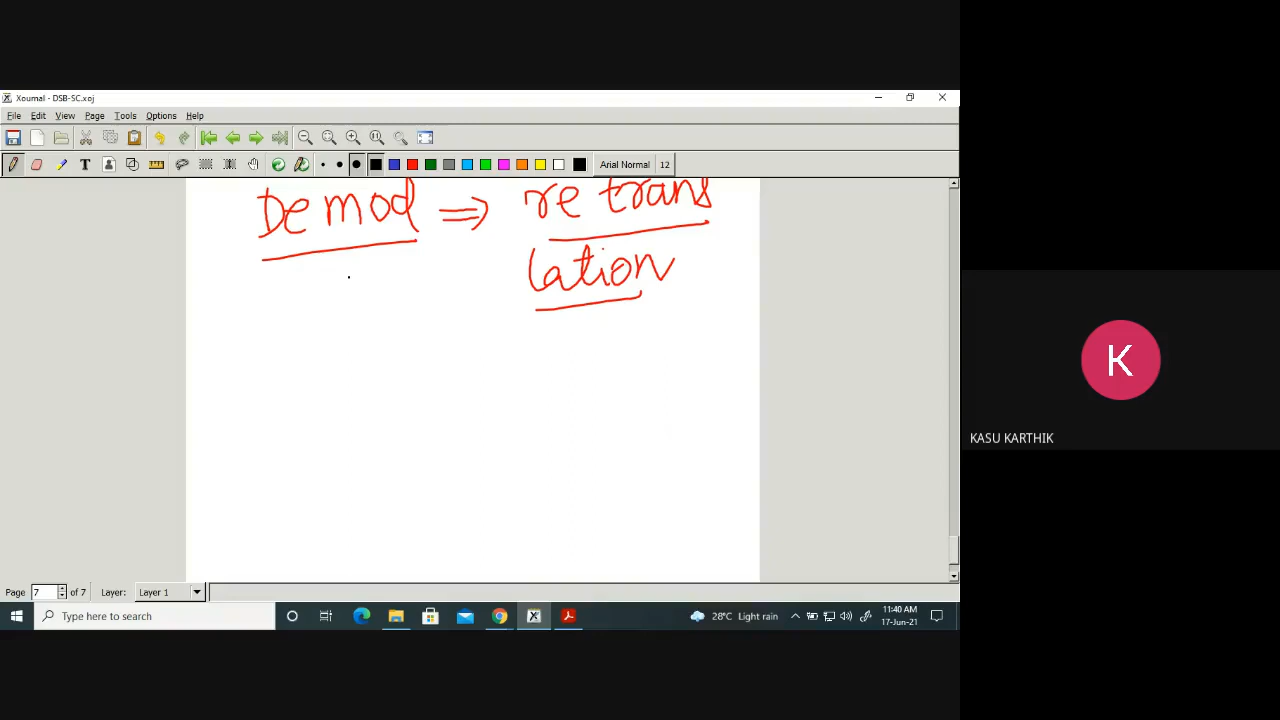 Xournal - DSB-SC.xoj
File Edit View Page Tools Options Help
T Arial Normal 12
Demod ⇒ re trans
lation
K
KASU KARTHIK
Page 7 of 7 Layer: Layer 1
Type here to search
28°C Light rain
11:40 AM
17-Jun-21